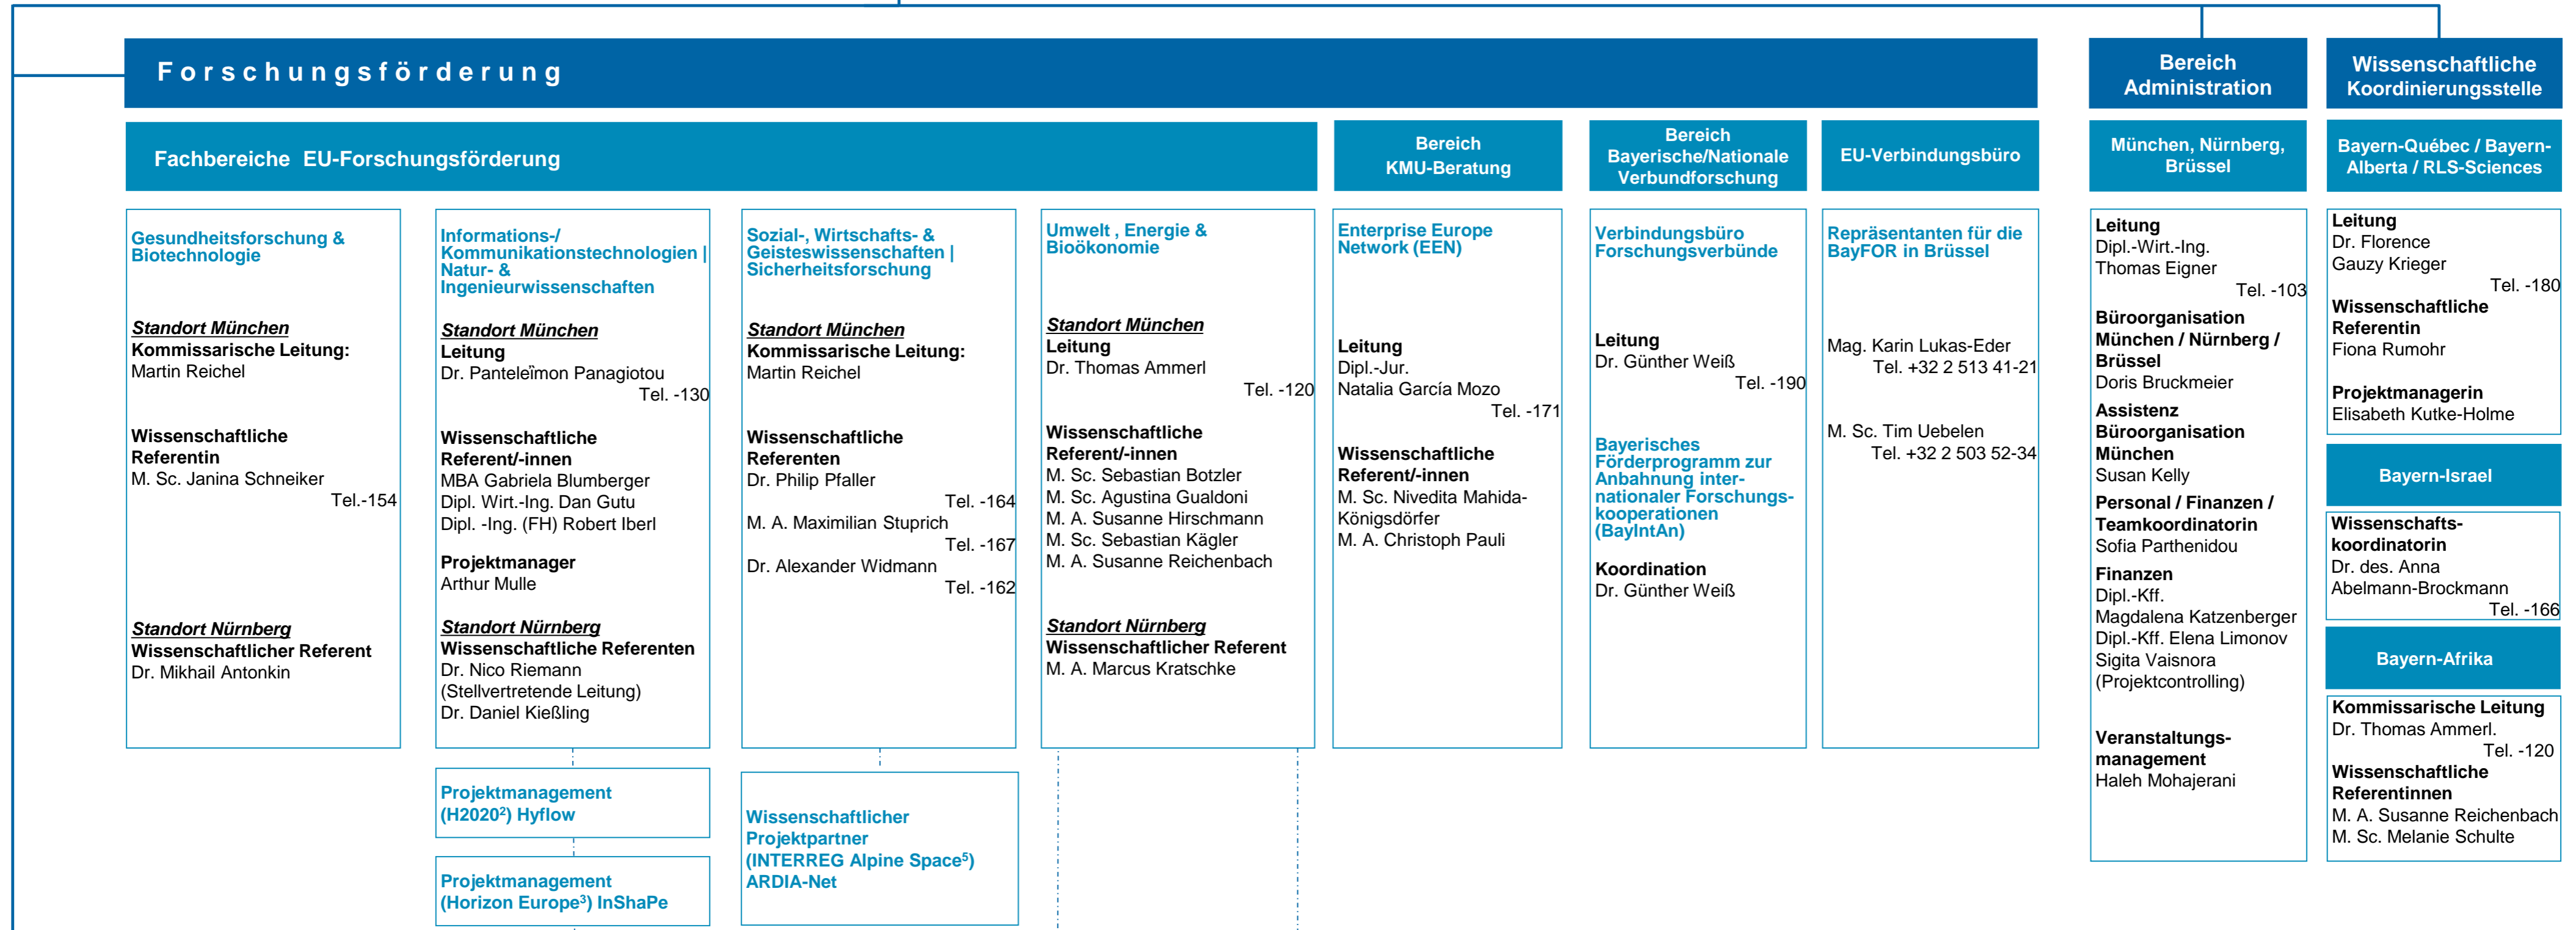 Forschungsförderung
Bereich
Administration
Wissenschaftliche
Koordinierungsstelle
Fachbereiche EU-Forschungsförderung
Bereich
KMU-Beratung
Bereich
Bayerische/Nationale
Verbundforschung
EU-Verbindungsbüro
München, Nürnberg,
Brüssel
Bayern-Québec / Bayern-
Alberta / RLS-Sciences
Gesundheitsforschung &
Biotechnologie
Standort München
Kommissarische Leitung:
Martin Reichel
Wissenschaftliche
Referentin
M. Sc. Janina Schneiker
Tel.-154
Standort Nürnberg
Wissenschaftlicher Referent
Dr. Mikhail Antonkin
Informations-/
Kommunikationstechnologien |
Natur- &
Ingenieurwissenschaften
Standort München
Leitung
Dr. Panteleïmon Panagiotou
Tel. -130
Wissenschaftliche
Referent/-innen
MBA Gabriela Blumberger
Dipl. Wirt.-Ing. Dan Gutu
Dipl. -Ing. (FH) Robert Iberl
Projektmanager
Arthur Mulle
Standort Nürnberg
Wissenschaftliche Referenten
Dr. Nico Riemann
(Stellvertretende Leitung)
Dr. Daniel Kießling
Projektmanagement
(H2020²) Hyflow
Projektmanagement
(Horizon Europe³) InShaPe
Sozial-, Wirtschafts- &
Geisteswissenschaften |
Sicherheitsforschung
Standort München
Kommissarische Leitung:
Martin Reichel
Wissenschaftliche
Referenten
Dr. Philip Pfaller
Tel. -164
M. A. Maximilian Stuprich
Tel. -167
Dr. Alexander Widmann
Tel. -162
Wissenschaftlicher
Projektpartner
(INTERREG Alpine Space⁵)
ARDIA-Net
Umwelt , Energie &
Bioökonomie
Standort München
Leitung
Dr. Thomas Ammerl
Tel. -120
Wissenschaftliche
Referent/-innen
M. Sc. Sebastian Botzler
M. Sc. Agustina Gualdoni
M. A. Susanne Hirschmann
M. Sc. Sebastian Kägler
M. A. Susanne Reichenbach
Standort Nürnberg
Wissenschaftlicher Referent
M. A. Marcus Kratschke
Enterprise Europe
Network (EEN)
Leitung
Dipl.-Jur.
Natalia García Mozo
Tel. -171
Wissenschaftliche
Referent/-innen
M. Sc. Nivedita Mahida-
Königsdörfer
M. A. Christoph Pauli
Verbindungsbüro
Forschungsverbünde
Leitung
Dr. Günther Weiß
Tel. -190
Bayerisches
Förderprogramm zur
Anbahnung inter-
nationaler Forschungs-
kooperationen
(BayIntAn)
Koordination
Dr. Günther Weiß
Repräsentanten für die
BayFOR in Brüssel
Mag. Karin Lukas-Eder
Tel. +32 2 513 41-21
M. Sc. Tim Uebelen
Tel. +32 2 503 52-34
Leitung
Dipl.-Wirt.-Ing.
Thomas Eigner
Tel. -103
Büroorganisation
München / Nürnberg /
Brüssel
Doris Bruckmeier
Assistenz
Büroorganisation
München
Susan Kelly
Personal / Finanzen /
Teamkoordinatorin
Sofia Parthenidou
Finanzen
Dipl.-Kff.
Magdalena Katzenberger
Dipl.-Kff. Elena Limonov
Sigita Vaisnora
(Projektcontrolling)
Veranstaltungs-
management
Haleh Mohajerani
Leitung
Dr. Florence
Gauzy Krieger
Tel. -180
Wissenschaftliche
Referentin
Fiona Rumohr
Projektmanagerin
Elisabeth Kutke-Holme
Bayern-Israel
Wissenschafts-
koordinatorin
Dr. des. Anna
Abelmann-Brockmann
Tel. -166
Bayern-Afrika
Kommissarische Leitung
Dr. Thomas Ammerl.
Tel. -120
Wissenschaftliche
Referentinnen
M. A. Susanne Reichenbach
M. Sc. Melanie Schulte